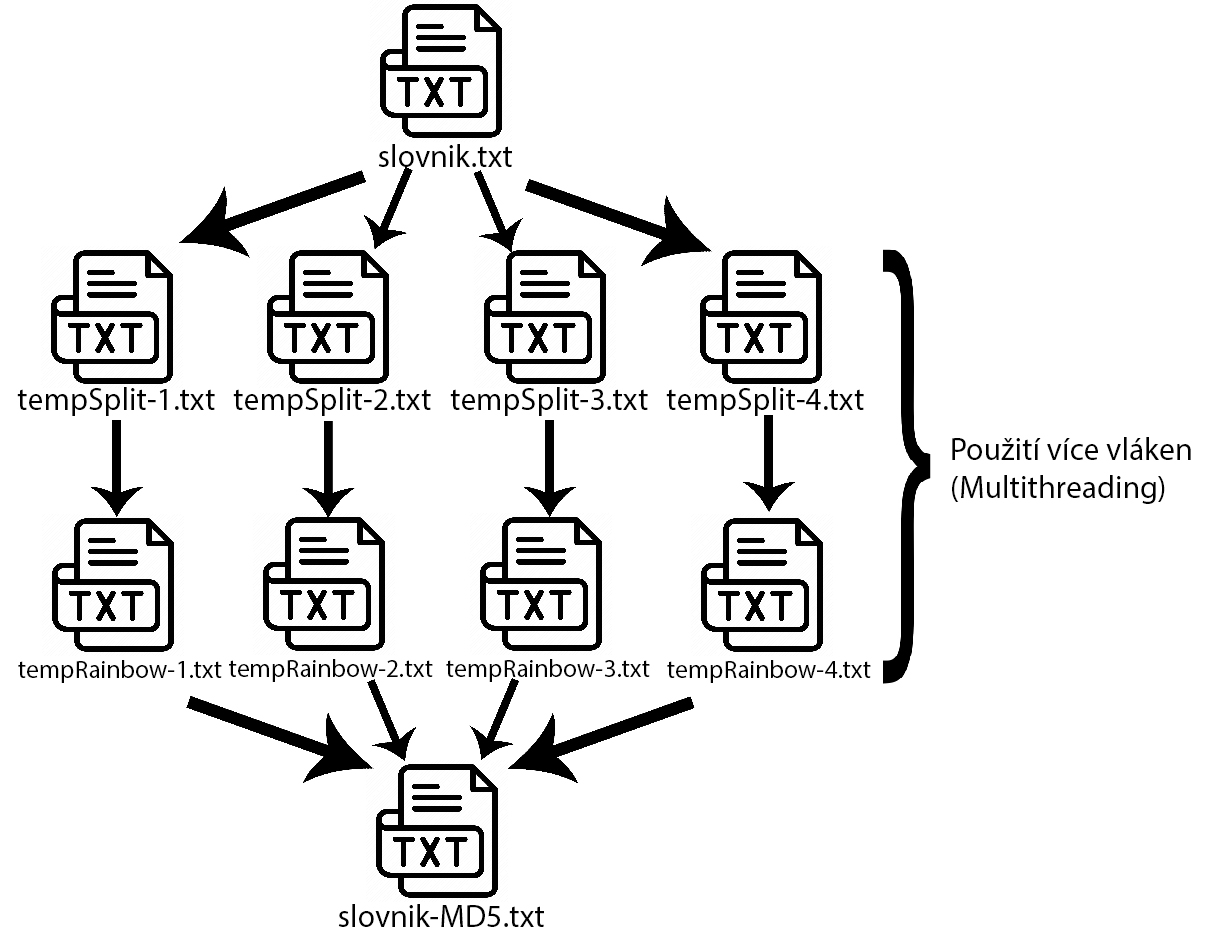 TXT
slovnik.txt
TXT TXT TXT TXT
tempSplit-1.txt tempSplit-2.txt tempSplit-3.txt tempSplit-4.txt
Použití více vláken
(Multithreading)
TXT TXT TXT TXT
tempRainbow-1.txt tempRainbow-2.txt tempRainbow-3.txt tempRainbow-4.txt
TXT
slovnik-MD5.txt